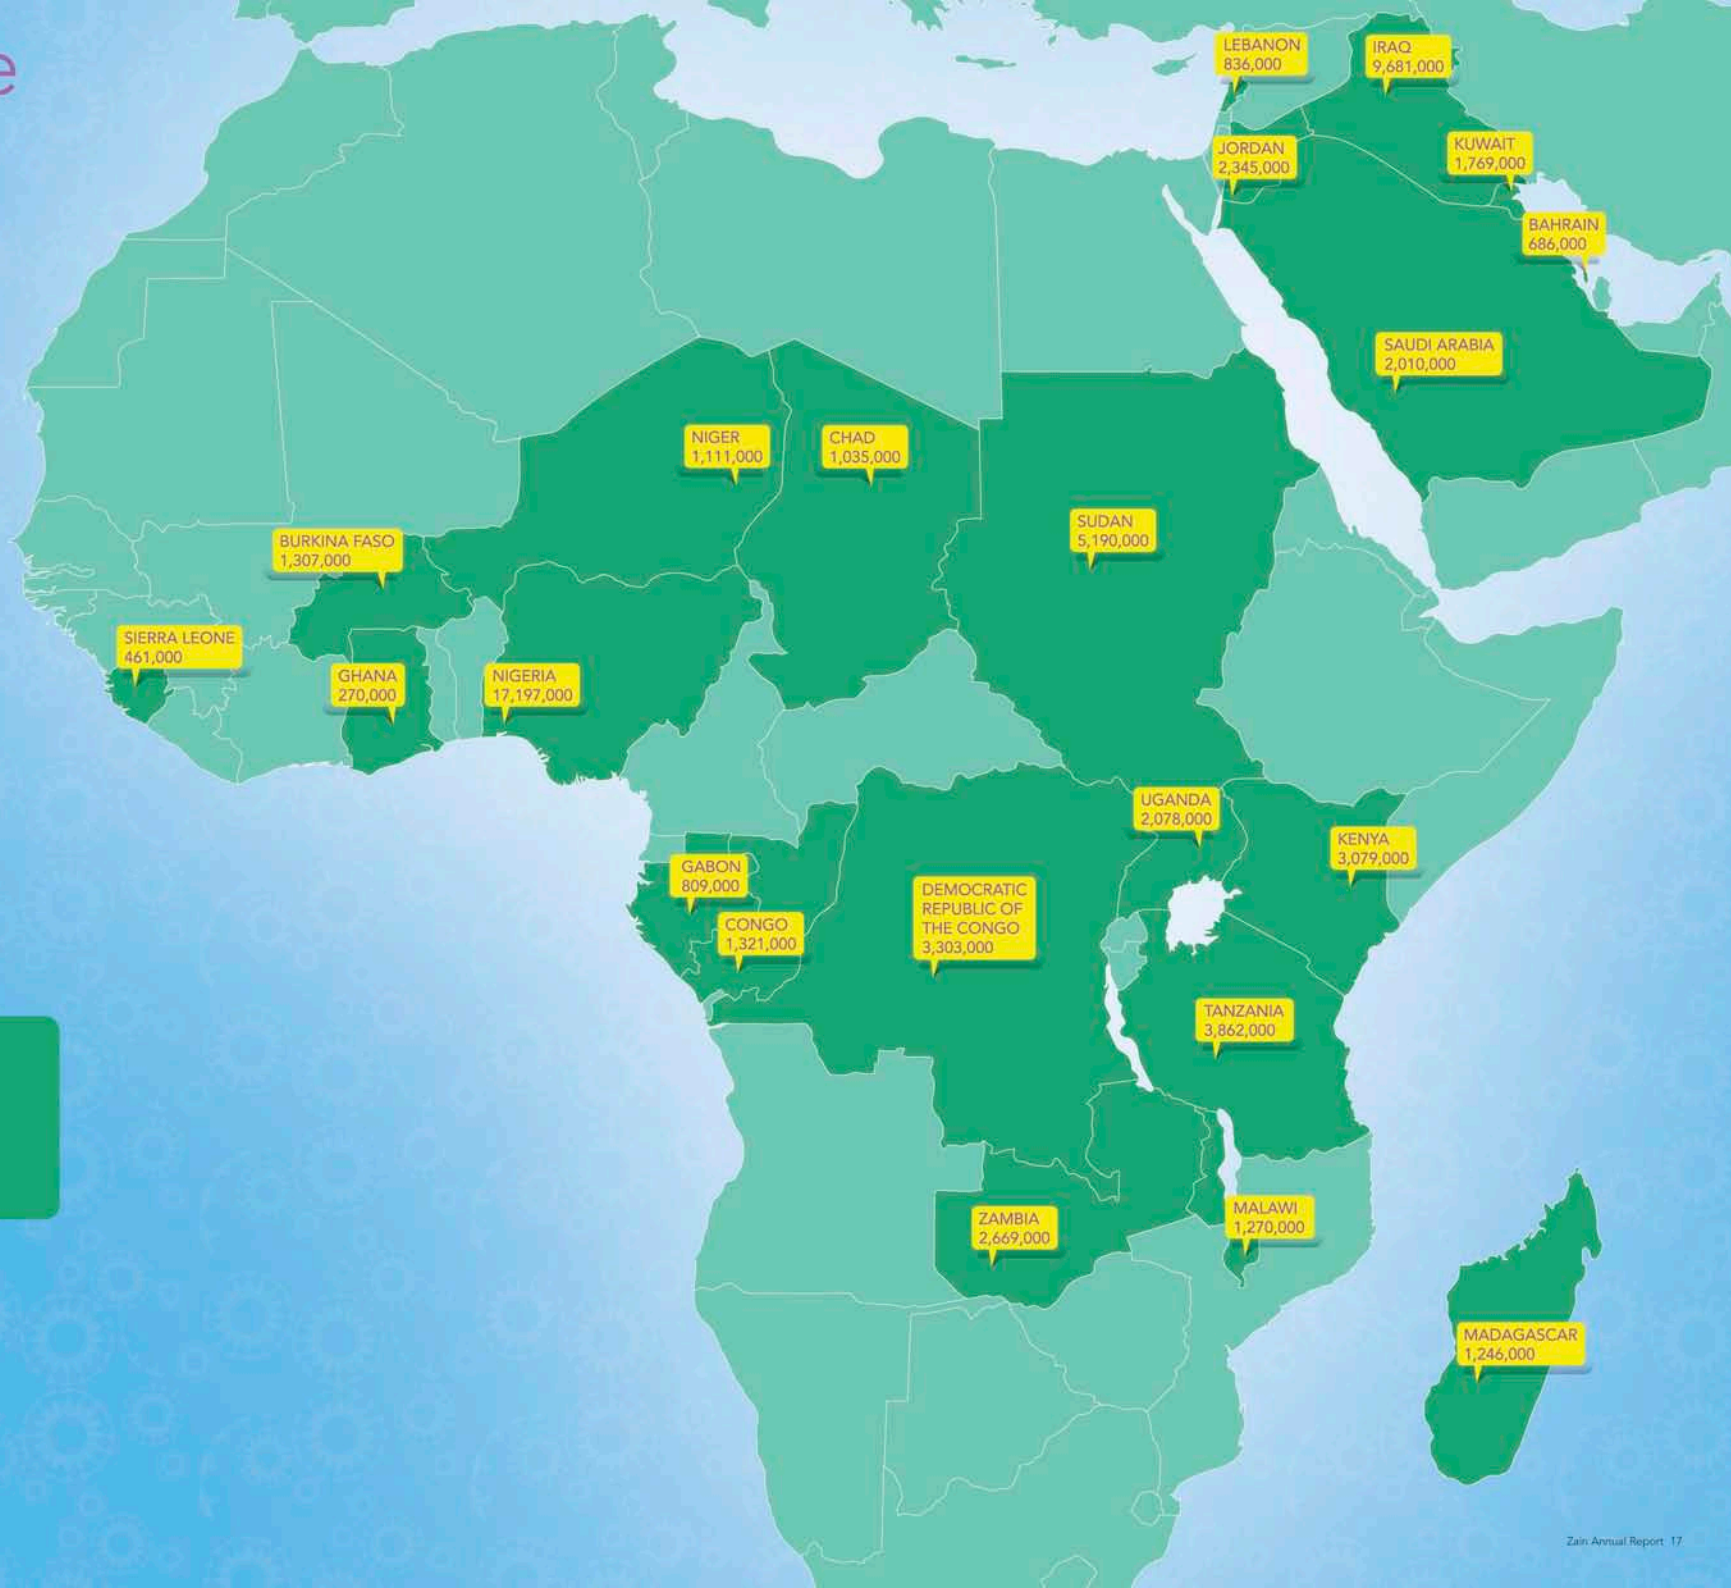 e
LEBANON
836,000
IRAQ
9,681,000
JORDAN
2,345,000
KUWAIT
1,769,000
BAHRAIN
686,000
SAUDI ARABIA
2,010,000
NIGER
1,111,000
CHAD
1,035,000
SUDAN
5,190,000
BURKINA FASO
1,307,000
SIERRA LEONE
461,000
GHANA
270,000
NIGERIA
17,197,000
UGANDA
2,078,000
KENYA
3,079,000
GABON
809,000
CONGO
1,321,000
DEMOCRATIC
REPUBLIC OF
THE CONGO
3,303,000
TANZANIA
3,862,000
ZAMBIA
2,669,000
MALAWI
1,270,000
MADAGASCAR
1,246,000
Zain Annual Report 17